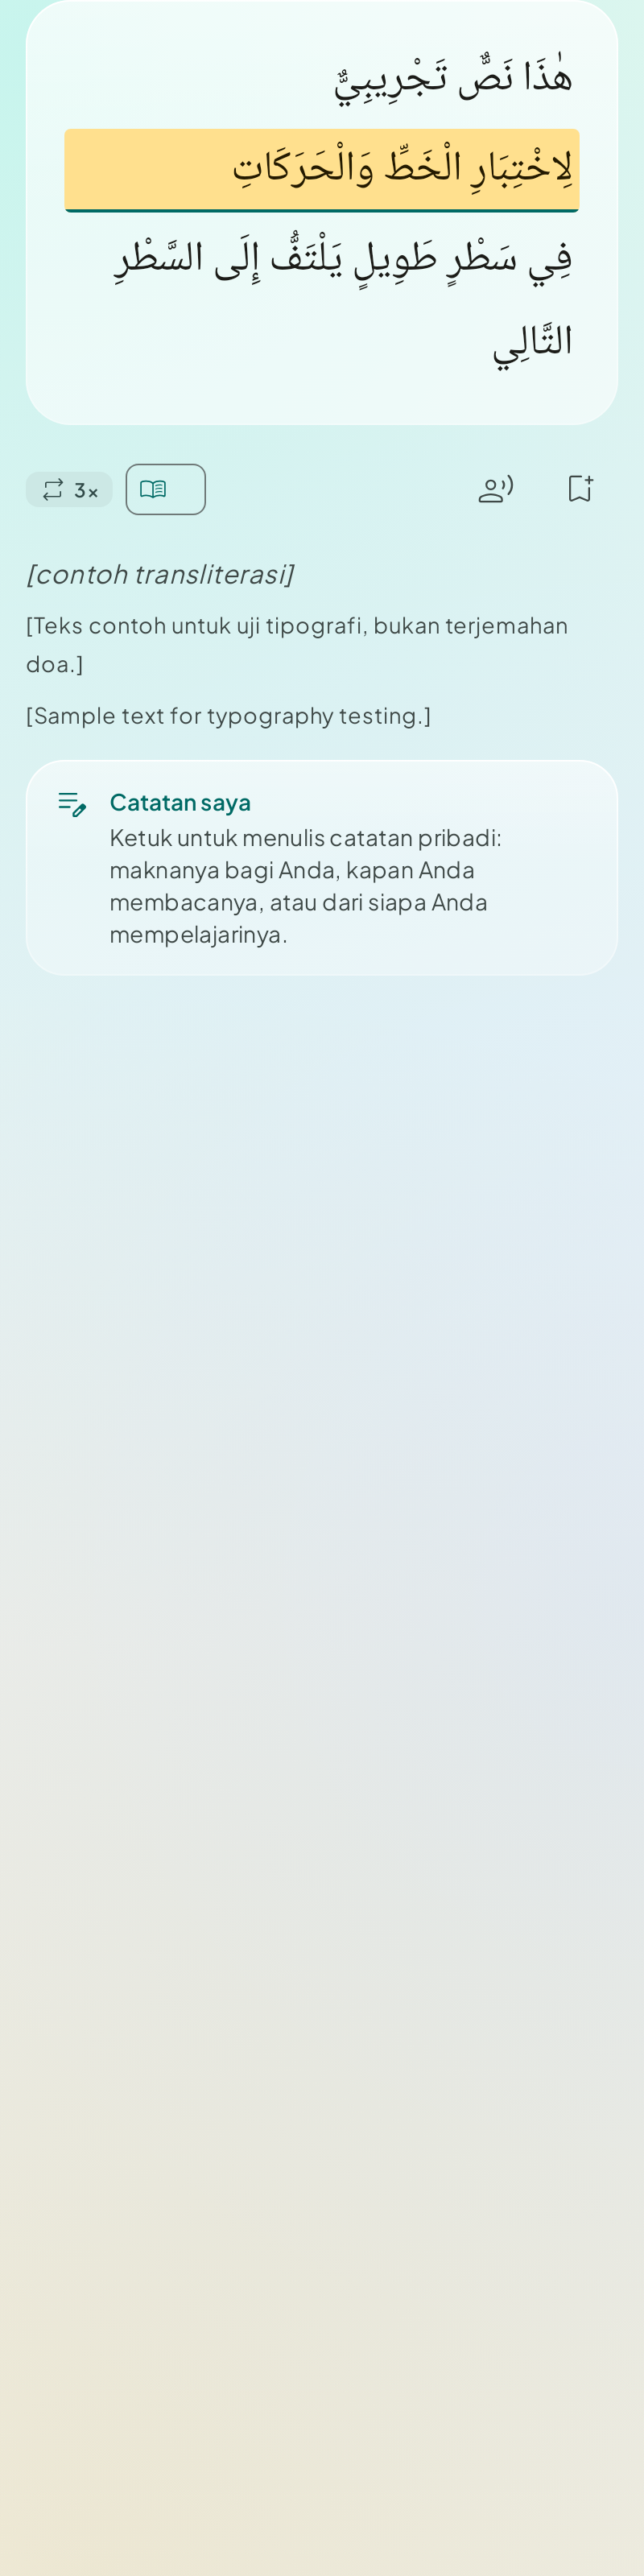 هٰذَا نَصٌّ تَجْرِيبِيٌّ
لِاخْتِبَارِ الْخَطِّ وَالْحَرَكَاتِ
فِي سَطْرٍ طَوِيلٍ يَلْتَفُّ إِلَى السَّطْرِ
التَّالِي
3×
[contoh transliterasi]
[Teks contoh untuk uji tipografi, bukan terjemahan
doa.]
[Sample text for typography testing.]
Catatan saya
Ketuk untuk menulis catatan pribadi:
maknanya bagi Anda, kapan Anda
membacanya, atau dari siapa Anda
mempelajarinya.